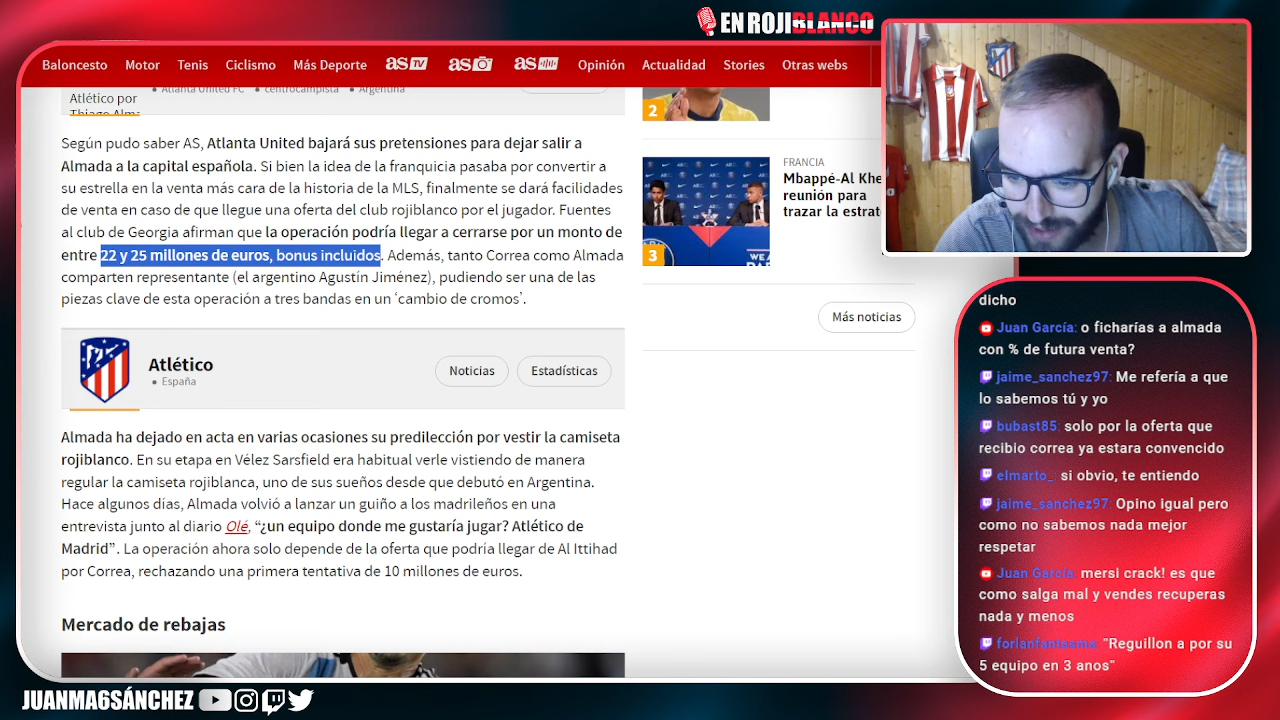 EN ROJIBLANCO
Baloncesto Motor Tenis Ciclismo Más Deporte as TV as as Opinión Actualidad Stories Otras webs
Atlético por
Thiago Alma
• Atlanta United FC • centrocampista • Argentina
Según pudo saber AS, Atlanta United bajará sus pretensiones para dejar salir a
Almada a la capital española. Si bien la idea de la franquicia pasaba por convertir a
su estrella en la venta más cara de la historia de la MLS, finalmente se dará facilidades
de venta en caso de que llegue una oferta del club rojiblanco por el jugador. Fuentes
al club de Georgia afirman que la operación podría llegar a cerrarse por un monto de
entre 22 y 25 millones de euros, bonus incluidos. Además, tanto Correa como Almada
comparten representante (el argentino Agustín Jiménez), pudiendo ser una de las
piezas clave de esta operación a tres bandas en un ‘cambio de cromos’.
Atlético
• España
Noticias
Estadísticas
Almada ha dejado en acta en varias ocasiones su predilección por vestir la camiseta
rojiblanco. En su etapa en Vélez Sarsfield era habitual verle vistiendo de manera
regular la camiseta rojiblanca, uno de sus sueños desde que debutó en Argentina.
Hace algunos días, Almada volvió a lanzar un guiño a los madrileños en una
entrevista junto al diario Olé, “¿un equipo donde me gustaría jugar? Atlético de
Madrid”. La operación ahora solo depende de la oferta que podría llegar de Al Ittihad
por Correa, rechazando una primera tentativa de 10 millones de euros.
Mercado de rebajas
2
3
FRANCIA
Mbappé-Al Khe
reunión para
trazar la estrat
Más noticias
dicho
Juan García: o ficharías a almada
con % de futura venta?
jaime_sanchez97: Me refería a que
lo sabemos tú y yo
bubast85: solo por la oferta que
recibio correa ya estara convencido
elmarto_: si obvio, te entiendo
jaime_sanchez97: Opino igual pero
como no sabemos nada mejor
respetar
Juan García: mersi crack! es que
como salga mal y vendes recuperas
nada y menos
forlanfantasma: "Reguillon a por su
5 equipo en 3 anos"
JUANMA6SÁNCHEZ